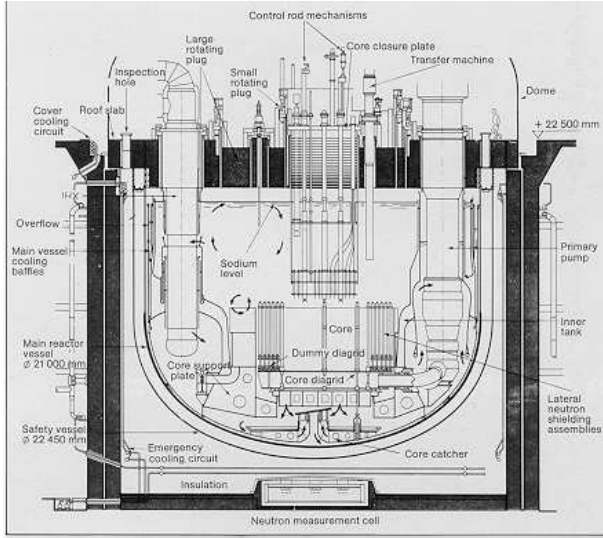 Control rod mechanisms
Large
rotating
plug
Core closure plate
Inspection
hole
Small
rotating
plug
Transfer machine
Dome
Cover
cooling
circuit
Roof slab
+ 22 500 mm
IHX
Overflow
Sodium
level
Main vessel
cooling
baffles
Primary
pump
Core
Inner
tank
Main reactor
vessel
ø 21 000 mm
Dummy diagrid
Core support
plate
Core diagrid
Lateral
neutron
shielding
assemblies
Safety vessel
ø 22 450 mm
Emergency
cooling circuit
Core catcher
Insulation
Neutron measurement cell